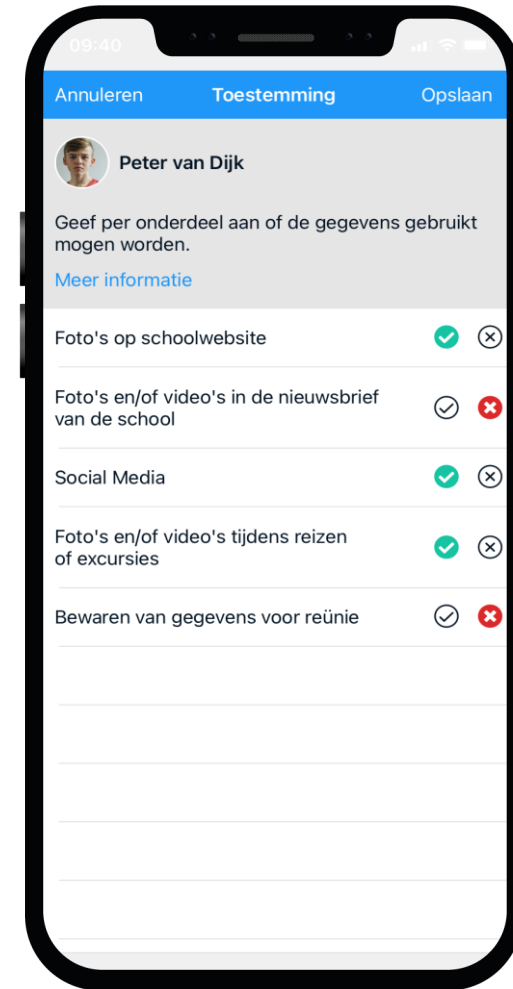 09:40
Annuleren Toestemming Opslaan
Peter van Dijk
Geef per onderdeel aan of de gegevens gebruikt
mogen worden.
Meer informatie
Foto's op schoolwebsite
Foto's en/of video's in de nieuwsbrief
van de school
Social Media
Foto's en/of video's tijdens reizen
of excursies
Bewaren van gegevens voor reünie